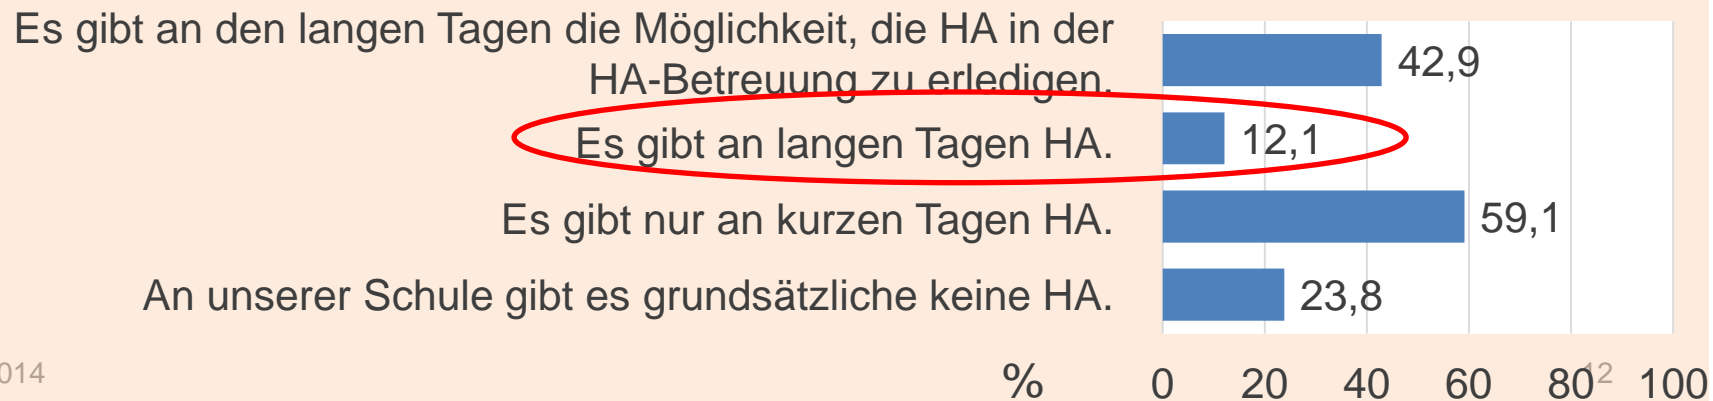 Es gibt an den langen Tagen die Möglichkeit, die HA in der
HA-Betreuung zu erledigen.
42,9
Es gibt an langen Tagen HA.
12,1
Es gibt nur an kurzen Tagen HA.
59,1
An unserer Schule gibt es grundsätzliche keine HA.
23,8
% 0 20 40 60 80 100
014
12